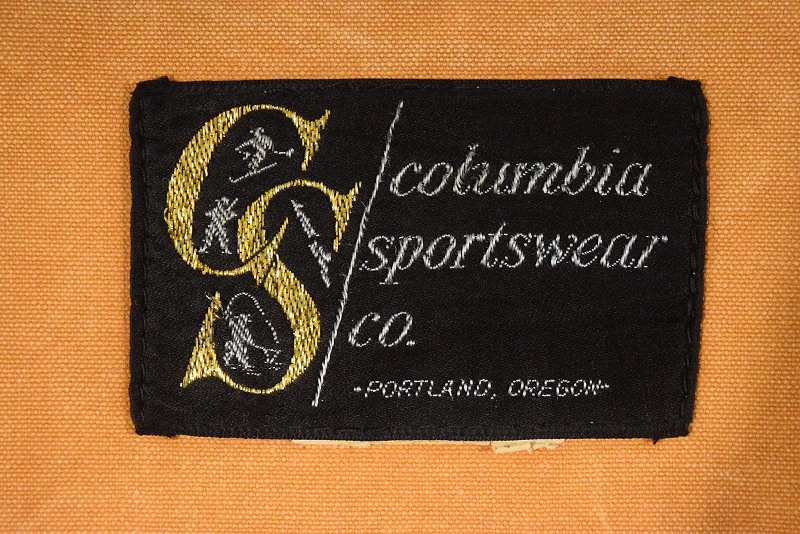 CS
columbia
sportswear
co.
-PORTLAND, OREGON-